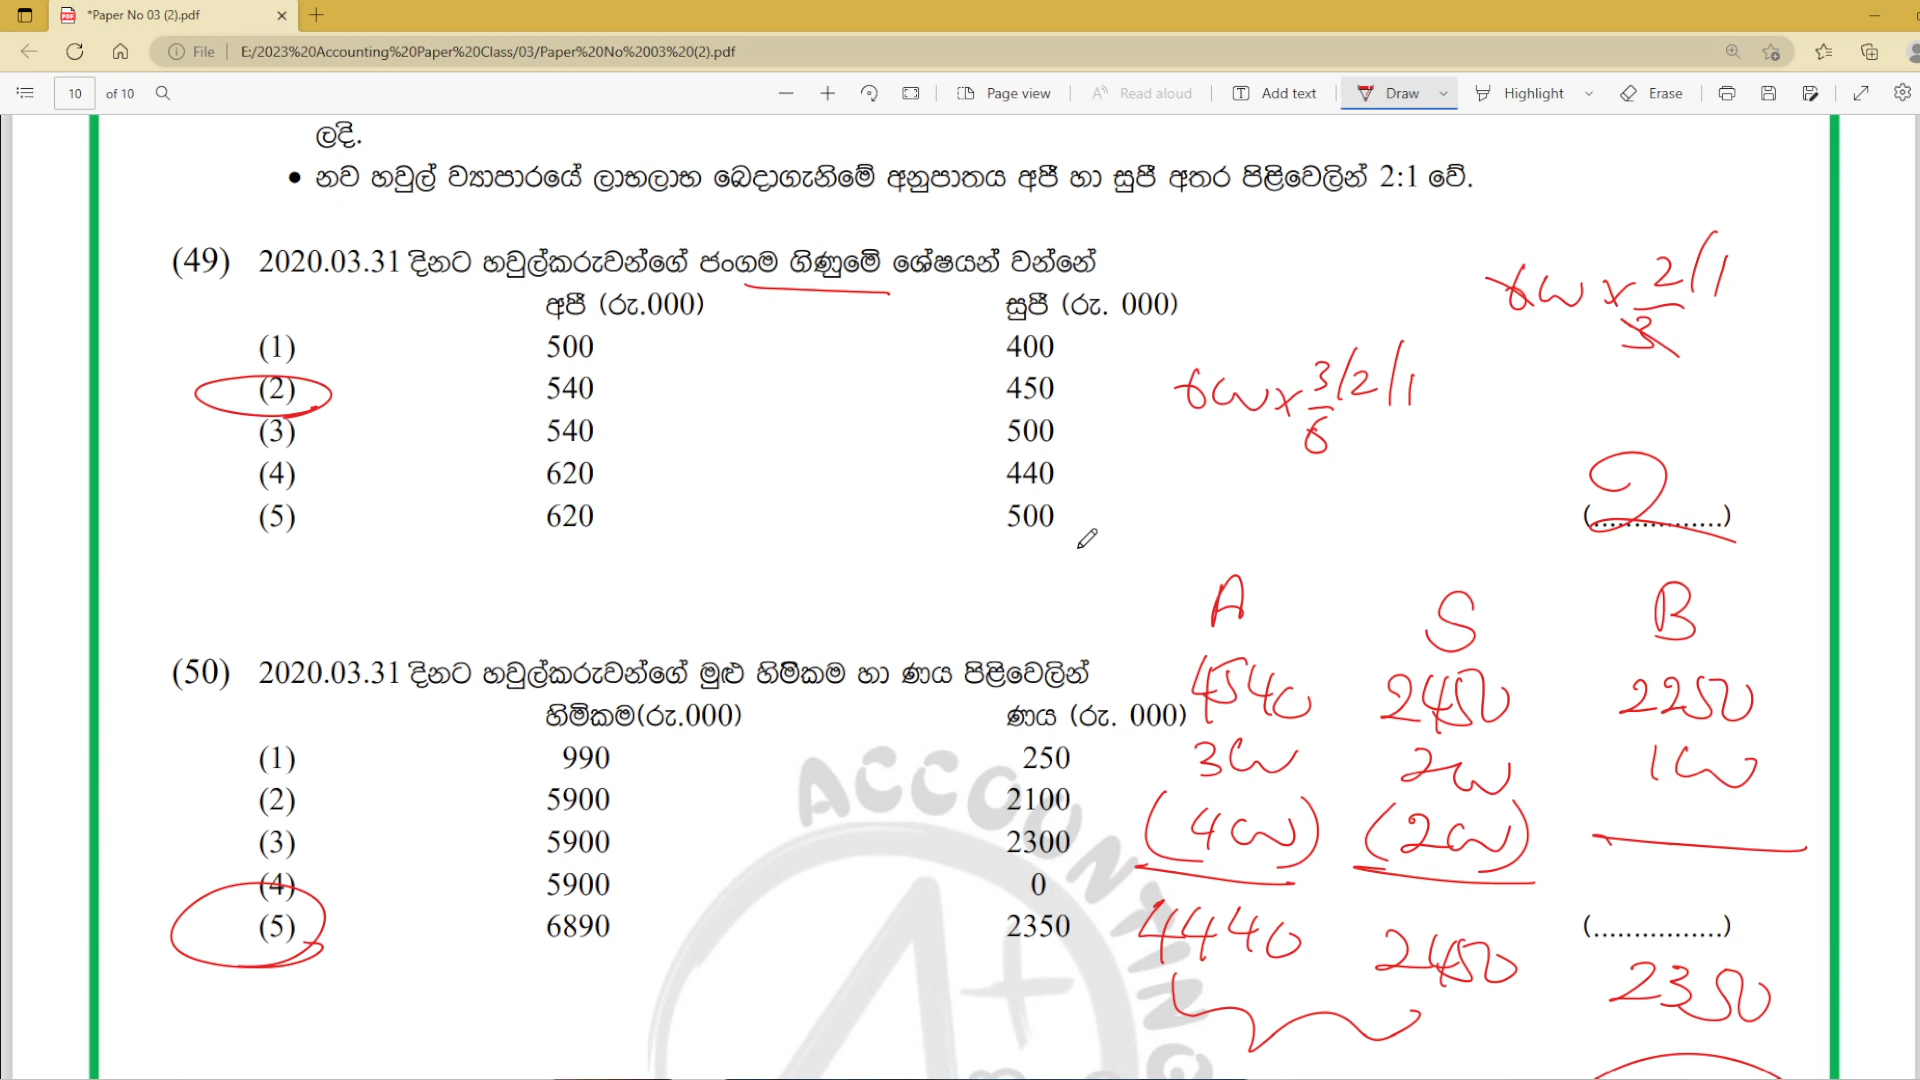 *Paper No 03 (2).pdf
File
E:/2023%20Accounting%20Paper%20Class/03/Paper%20No%2003%20(2).pdf
10 of 10
Page view
Read aloud
Add text
Draw
Highlight
Erase
ලදි.
• නව හවුල් ව්‍යාපාරයේ ලාභලාභ බෙදාගැනිමේ අනුපාතය අජී හා සුජී අතර පිළිවෙලින් 2:1 වේ.
(49) 2020.03.31 දිනට හවුල්කරුවන්ගේ ජංගම ගිණුමෙි ශේෂයන් වන්නේ
අජී (රු.000) සුජී (රු. 000)
(1) 500 400
(2) 540 450
(3) 540 500
(4) 620 440
(5) 620 500
(................)
2
A S B
4540 2450 2250
(50) 2020.03.31 දිනට හවුල්කරුවන්ගේ මුළු හිමිකම හා ණය පිළිවෙලින්
හිමිකම(රු.000) ණය (රු. 000)
(1) 990 250
(2) 5900 2100
(3) 5900 2300
(4) 5900 0
(5) 6890 2350
(................)
4440 2450 2350
ACCOUNTING
A+